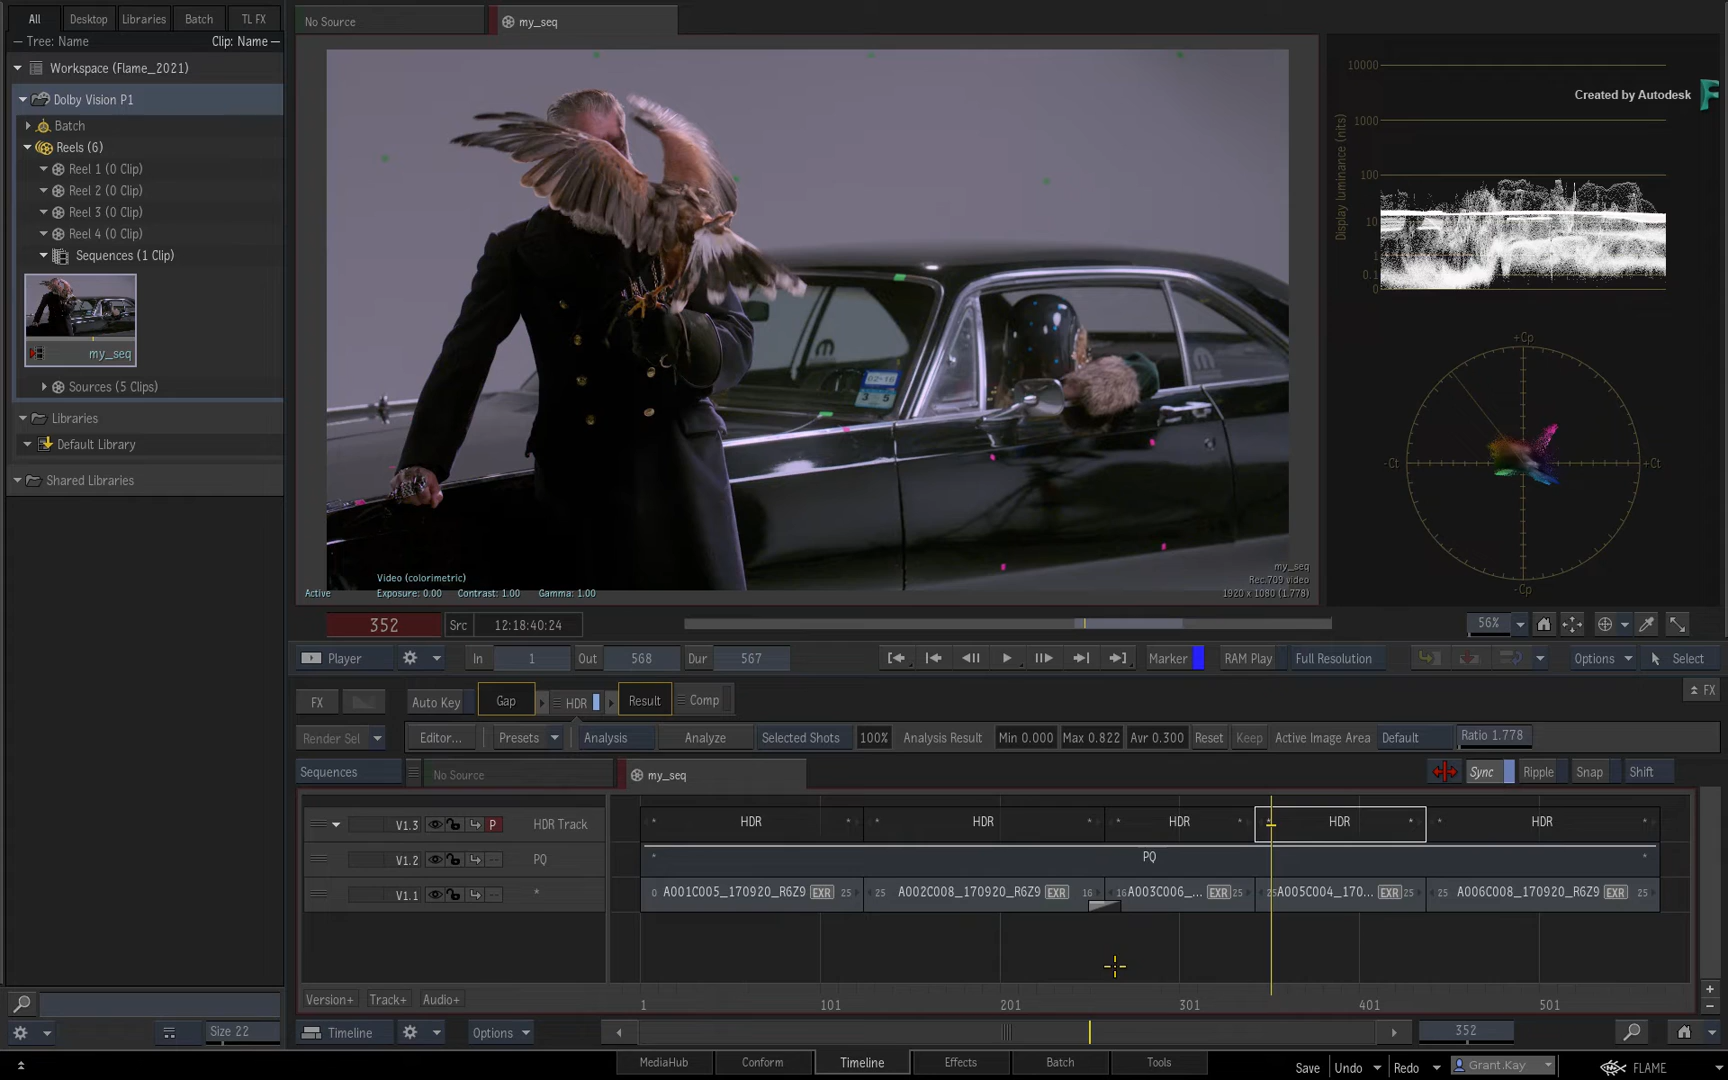 All Desktop Libraries Batch TL FX
Tree: Name Clip: Name
Workspace (Flame_2021)
Dolby Vision P1
Batch
Reels (6)
Reel 1 (0 Clip)
Reel 2 (0 Clip)
Reel 3 (0 Clip)
Reel 4 (0 Clip)
Sequences (1 Clip)
my_seq
Sources (5 Clips)
Libraries
Default Library
Shared Libraries
Size 22
No Source my_seq
02-16
3 5
Video (colorimetric)
Active Exposure: 0.00 Contrast: 1.00 Gamma: 1.00
my_seq
Rec.709 video
1920 x 1080 (1.778)
Created by Autodesk
Display luminance (nits)
10000
1000
100
10
1
0.1
0
+Cp
-Ct +Ct
-Cp
352 Src 12:18:40:24 56%
Player In 1 Out 568 Dur 567 Marker RAM Play Full Resolution Options Select
FX Auto Key Gap HDR Result Comp FX
Render Sel Editor... Presets Analysis Analyze Selected Shots 100% Analysis Result Min 0.000 Max 0.822 Avr 0.300 Reset Keep Active Image Area Default Ratio 1.778
Sequences No Source my_seq Sync Ripple Snap Shift
V1.3 P HDR Track HDR HDR HDR HDR HDR
V1.2 PQ PQ
V1.1 * 0 A001C005_170920_R6Z9 EXR 25 25 A002C008_170920_R6Z9 EXR 16 16 A003C006_... EXR 25 25 A005C004_170... EXR 25 25 A006C008_170920_R6Z9 EXR 25
Version+ Track+ Audio+ 1 101 201 301 401 501
Timeline Options 352
MediaHub Conform Timeline Effects Batch Tools Save Undo Redo Grant.Kay FLAME